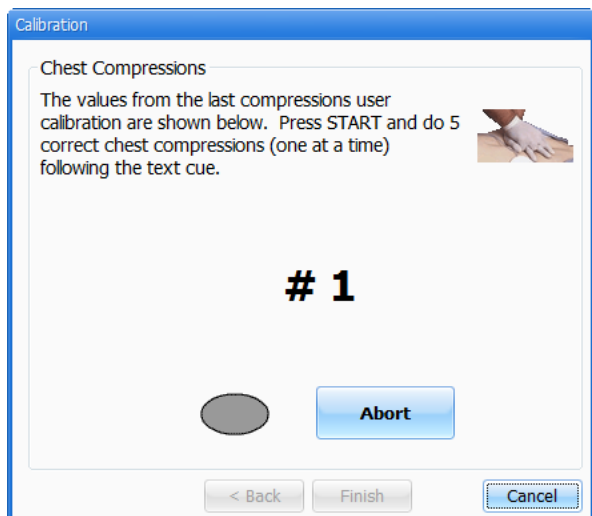 Calibration
Chest Compressions
The values from the last compressions user
calibration are shown below. Press START and do 5
correct chest compressions (one at a time)
following the text cue.
# 1
Abort
< Back
Finish
Cancel